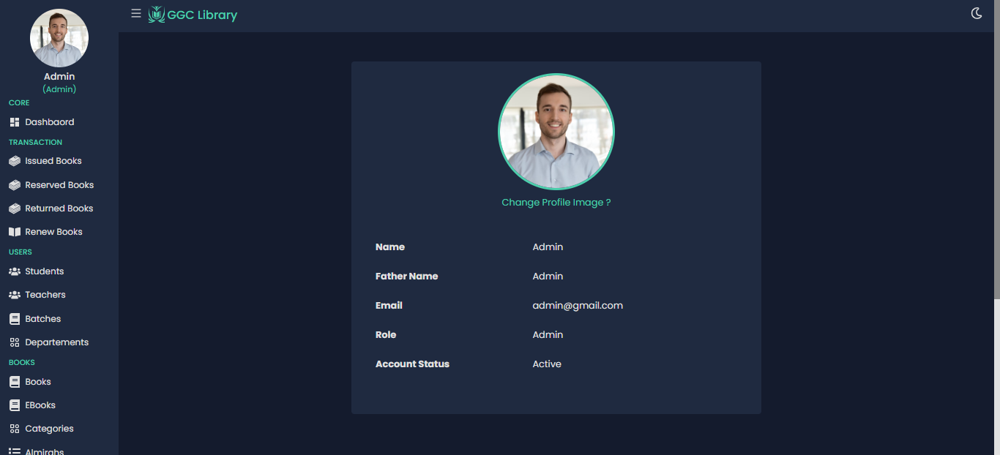 GGC Library
Admin
(Admin)
CORE
Dashbaord
TRANSACTION
Issued Books
Reserved Books
Returned Books
Renew Books
USERS
Students
Teachers
Batches
Departements
BOOKS
Books
EBooks
Categories
Almirahs
Change Profile Image ?
Name Admin
Father Name Admin
Email admin@gmail.com
Role Admin
Account Status Active